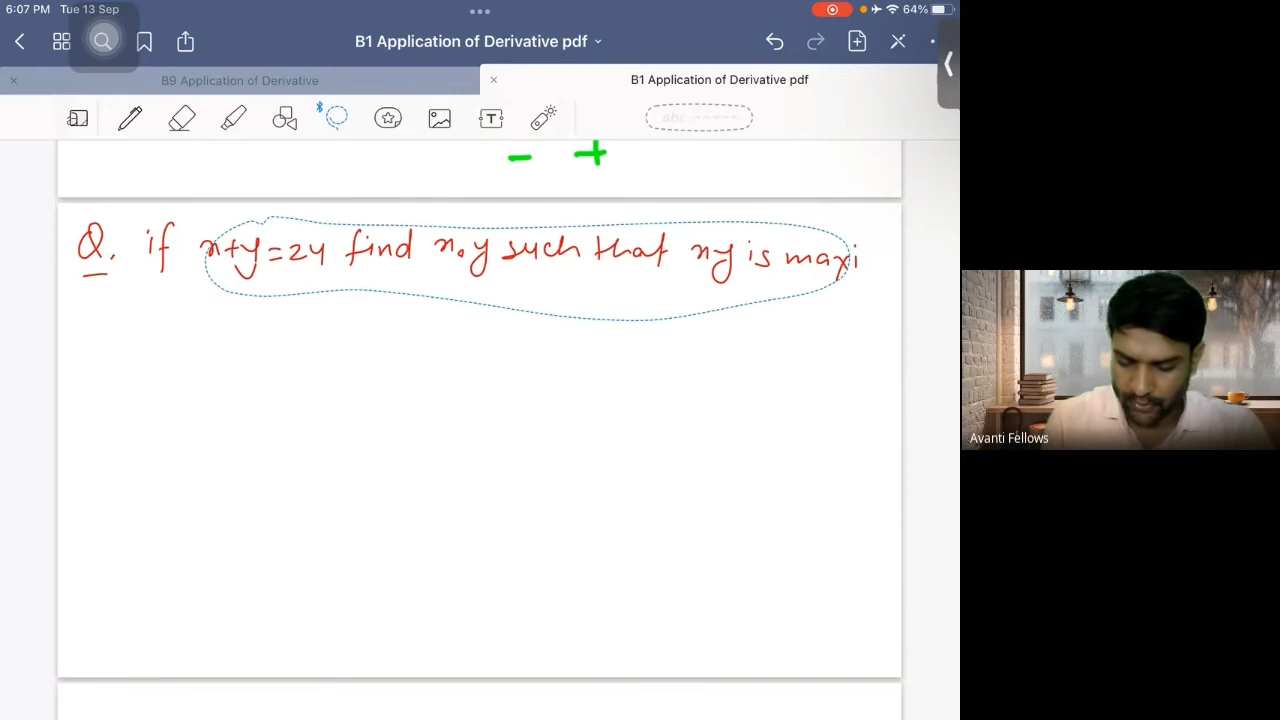 6:07 PM Tue 13 Sep
64%
B1 Application of Derivative pdf
B9 Application of Derivative
B1 Application of Derivative pdf
T
abc
- +
Q. if x+y=24 find x,y such that xy is maxi
Avanti Fellows